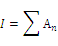 I = ∑ Aₙ